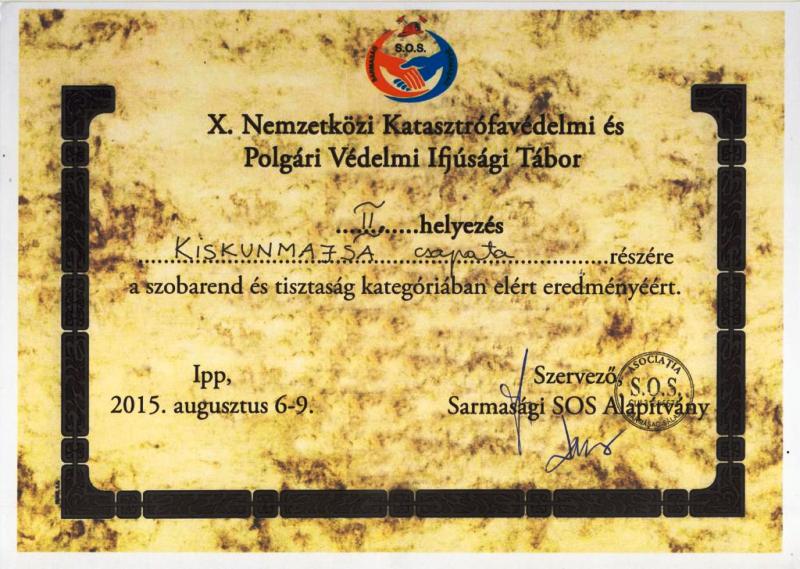 S.O.S.
X. Nemzetközi Katasztrófavédelmi és
Polgári Védelmi Ifjúsági Tábor
....II.......helyezés
KISKUNMAJSA csapata részére
a szobarend és tisztaság kategóriában elért eredményéért.
Ipp,
2015. augusztus 6-9.
Szervező,
Sarmasági SOS Alapítvány
ASOCIATIA
S.O.S.